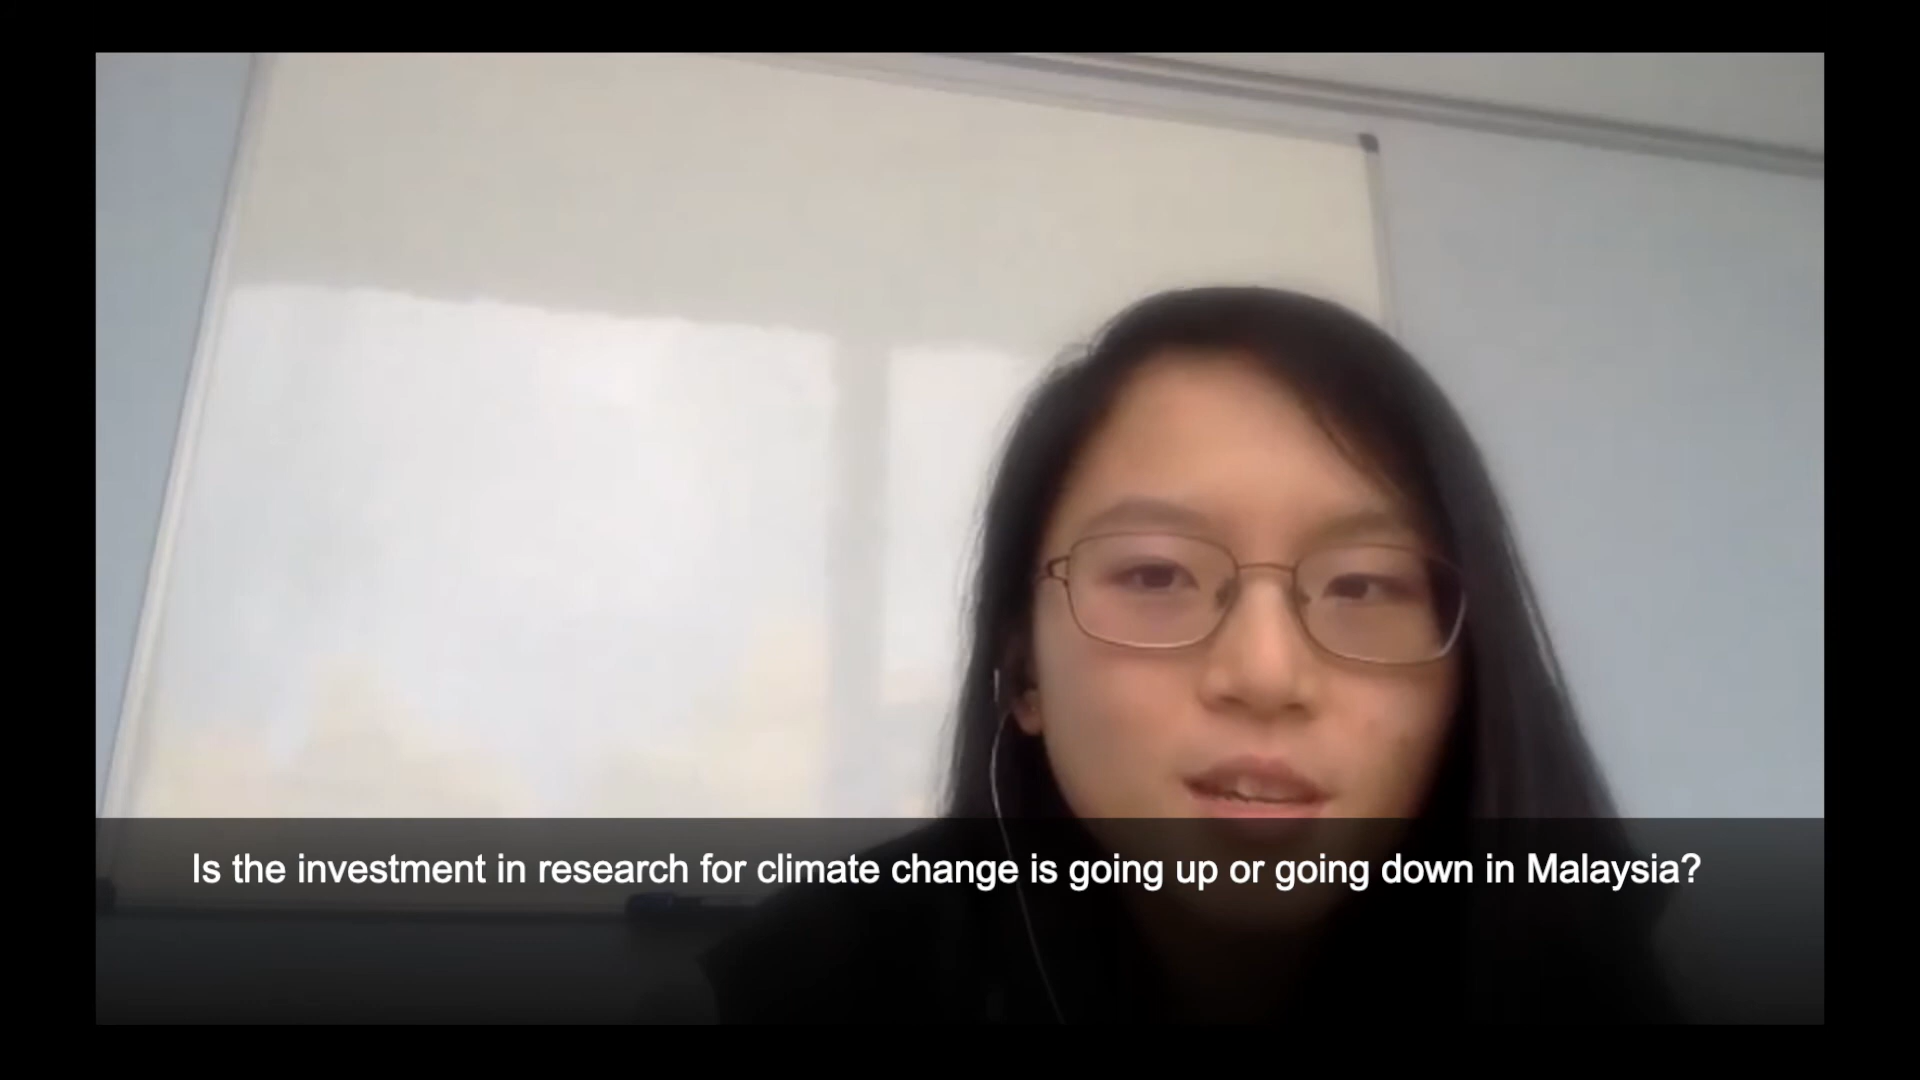 Is the investment in research for climate change is going up or going down in Malaysia?